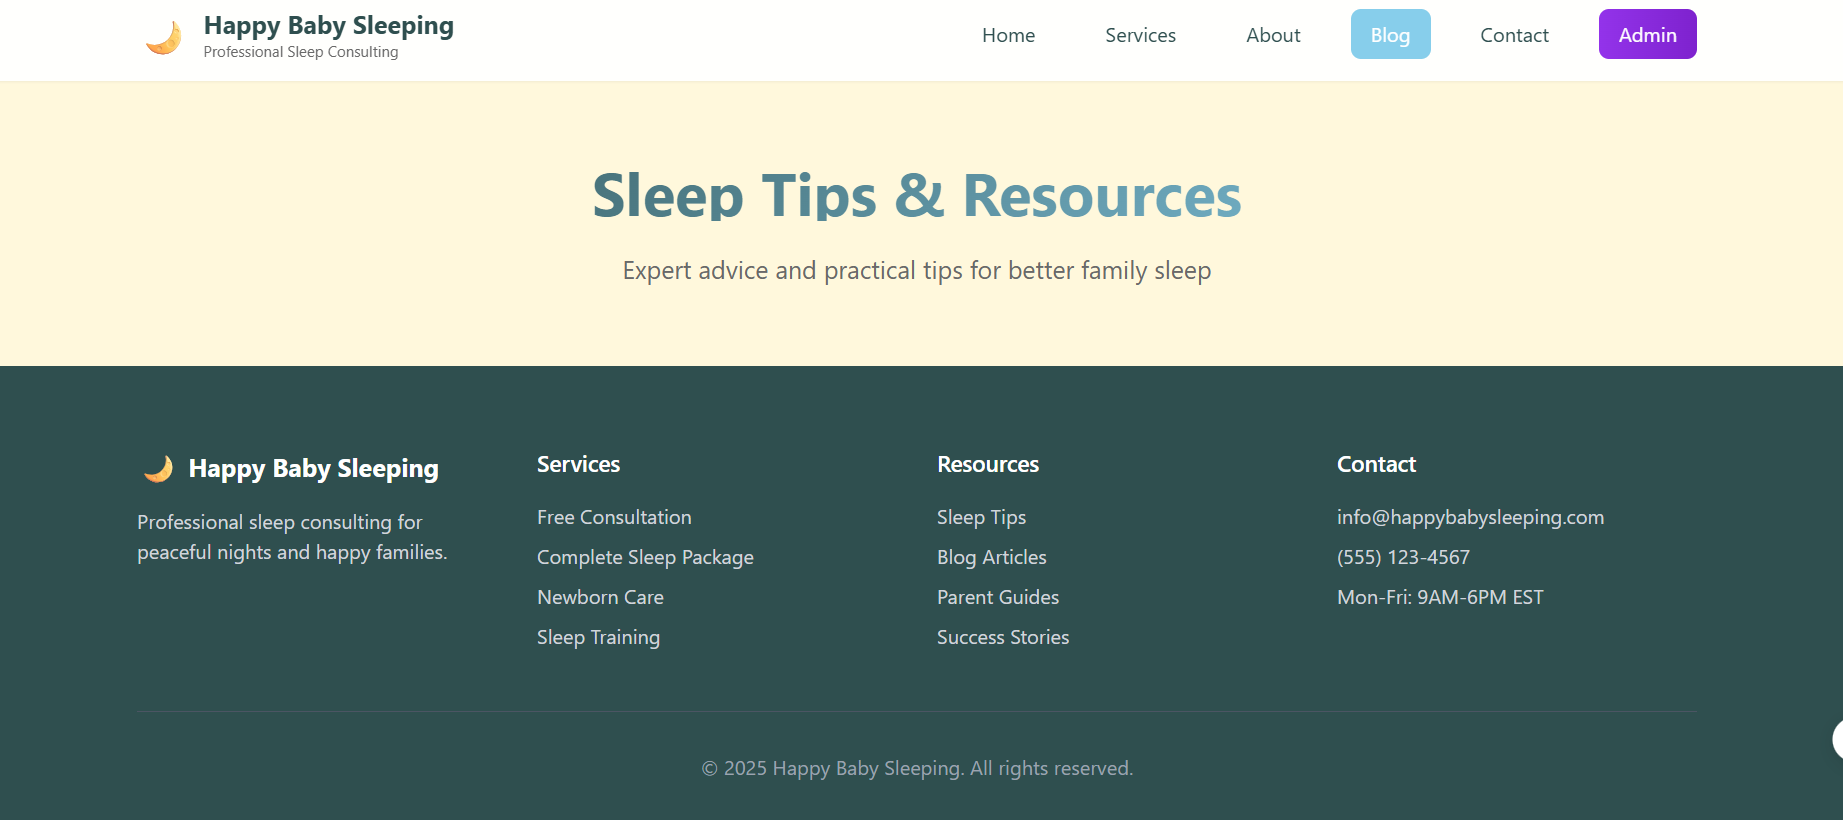 Happy Baby Sleeping
Professional Sleep Consulting
Home
Services
About
Blog
Contact
Admin
Sleep Tips & Resources
Expert advice and practical tips for better family sleep
Happy Baby Sleeping
Professional sleep consulting for
peaceful nights and happy families.
Services
Free Consultation
Complete Sleep Package
Newborn Care
Sleep Training
Resources
Sleep Tips
Blog Articles
Parent Guides
Success Stories
Contact
info@happybabysleeping.com
(555) 123-4567
Mon-Fri: 9AM-6PM EST
© 2025 Happy Baby Sleeping. All rights reserved.